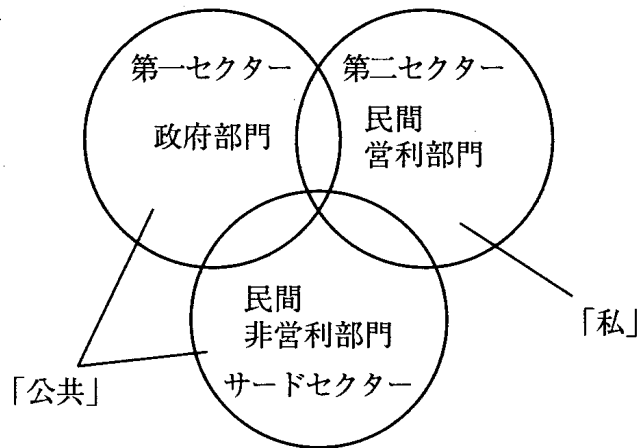 第一セクター
政府部門
第二セクター
民間
営利部門
民間
非営利部門
サードセクター
「公共」
「私」